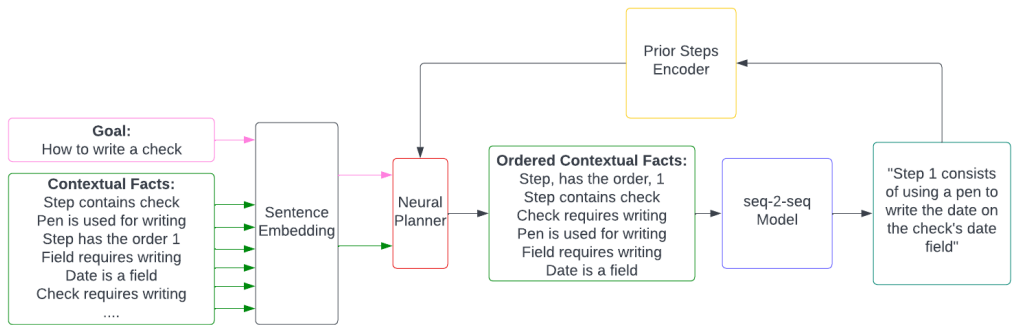 Prior Steps
Encoder
Goal:
How to write a check
Contextual Facts:
Step contains check
Pen is used for writing
Step has the order 1
Field requires writing
Date is a field
Check requires writing
....
Sentence
Embedding
Neural
Planner
Ordered Contextual Facts:
Step, has the order, 1
Step contains check
Check requires writing
Pen is used for writing
Field requires writing
Date is a field
seq-2-seq
Model
"Step 1 consists
of using a pen to
write the date on
the check's date
field"